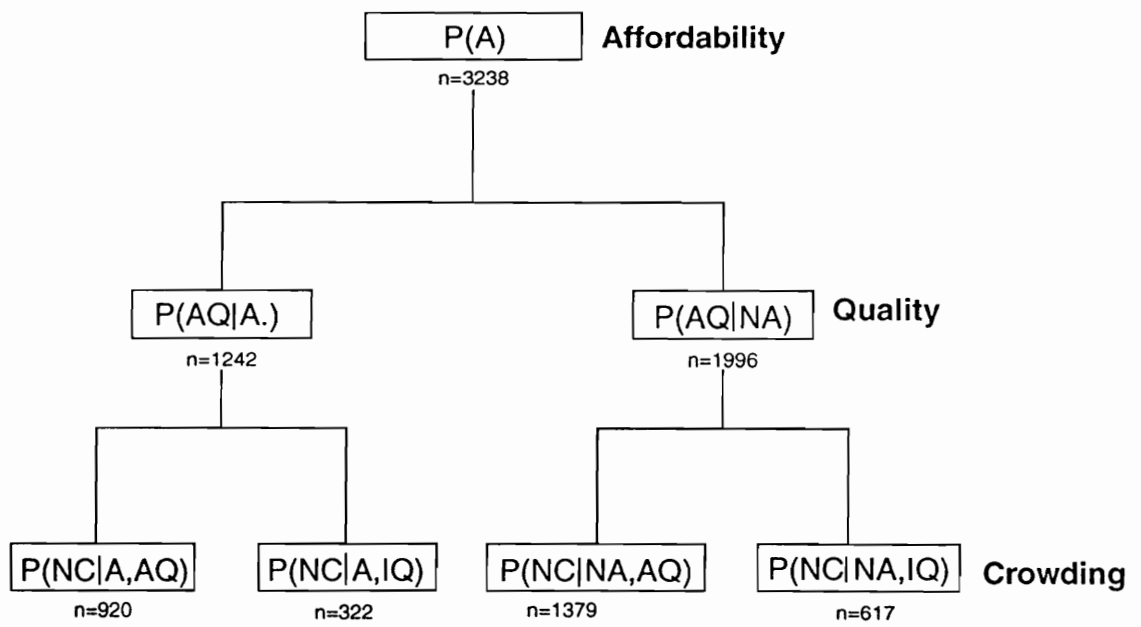 P(A) Affordability
n=3238
P(AQ|A.) P(AQ|NA) Quality
n=1242 n=1996
P(NC|A,AQ) P(NC|A,IQ) P(NC|NA,AQ) P(NC|NA,IQ) Crowding
n=920 n=322 n=1379 n=617